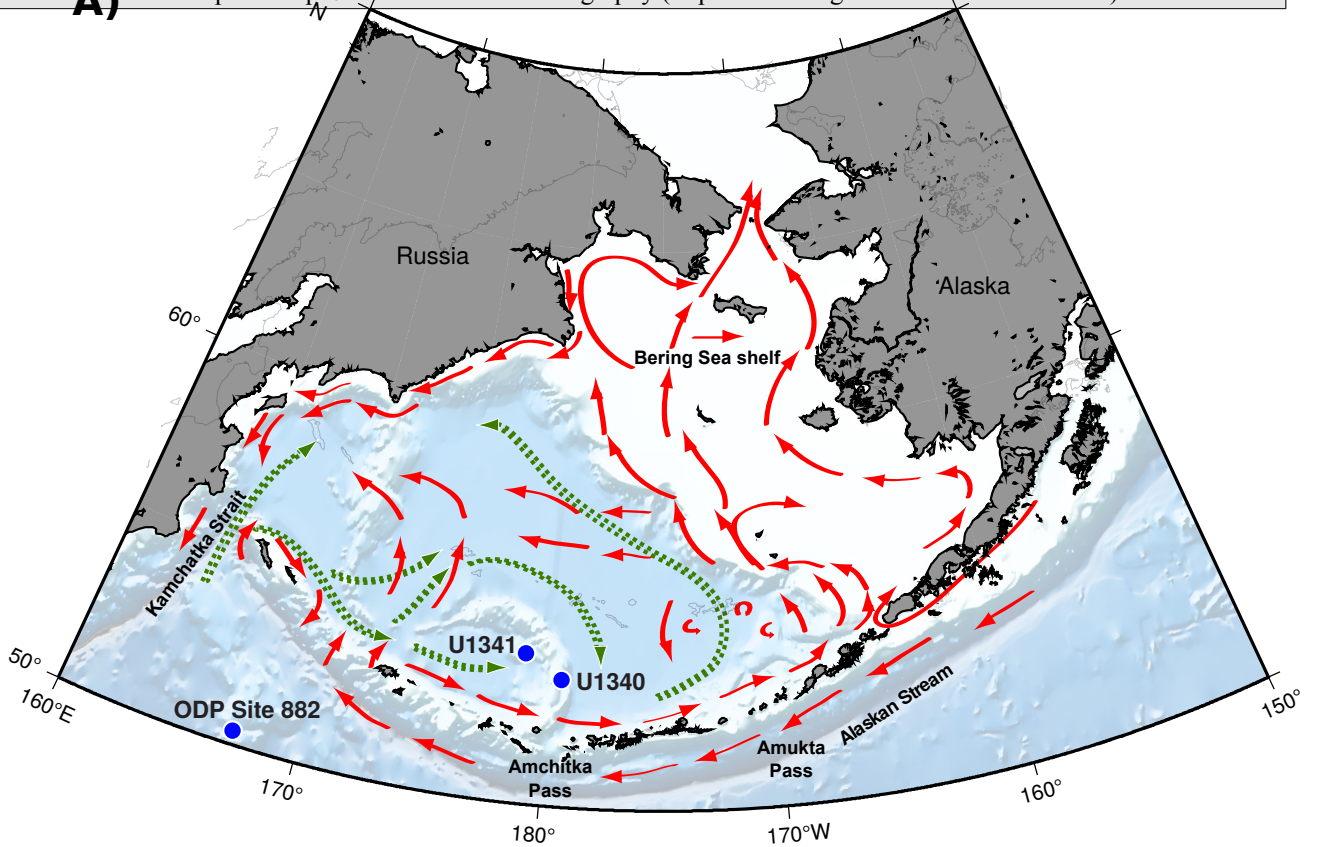 A)
N
Russia
Alaska
60°
Bering Sea shelf
Kamchatka Strait
U1341
U1340
50°
160°E
ODP Site 882
Alaskan Stream
150°
Amukta
Pass
Amchitka
Pass
170°
160°
180°
170°W